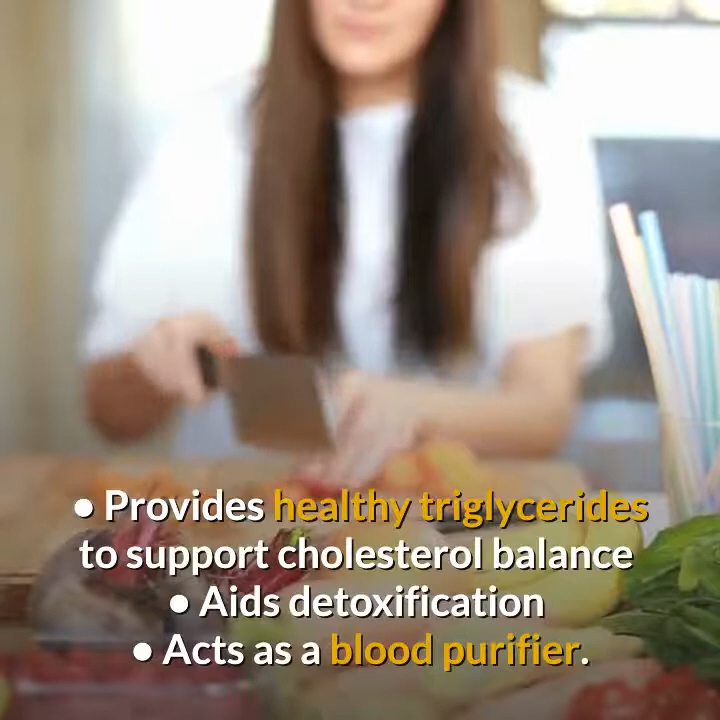 ● Provides healthy triglycerides
to support cholesterol balance
● Aids detoxification
● Acts as a blood purifier.